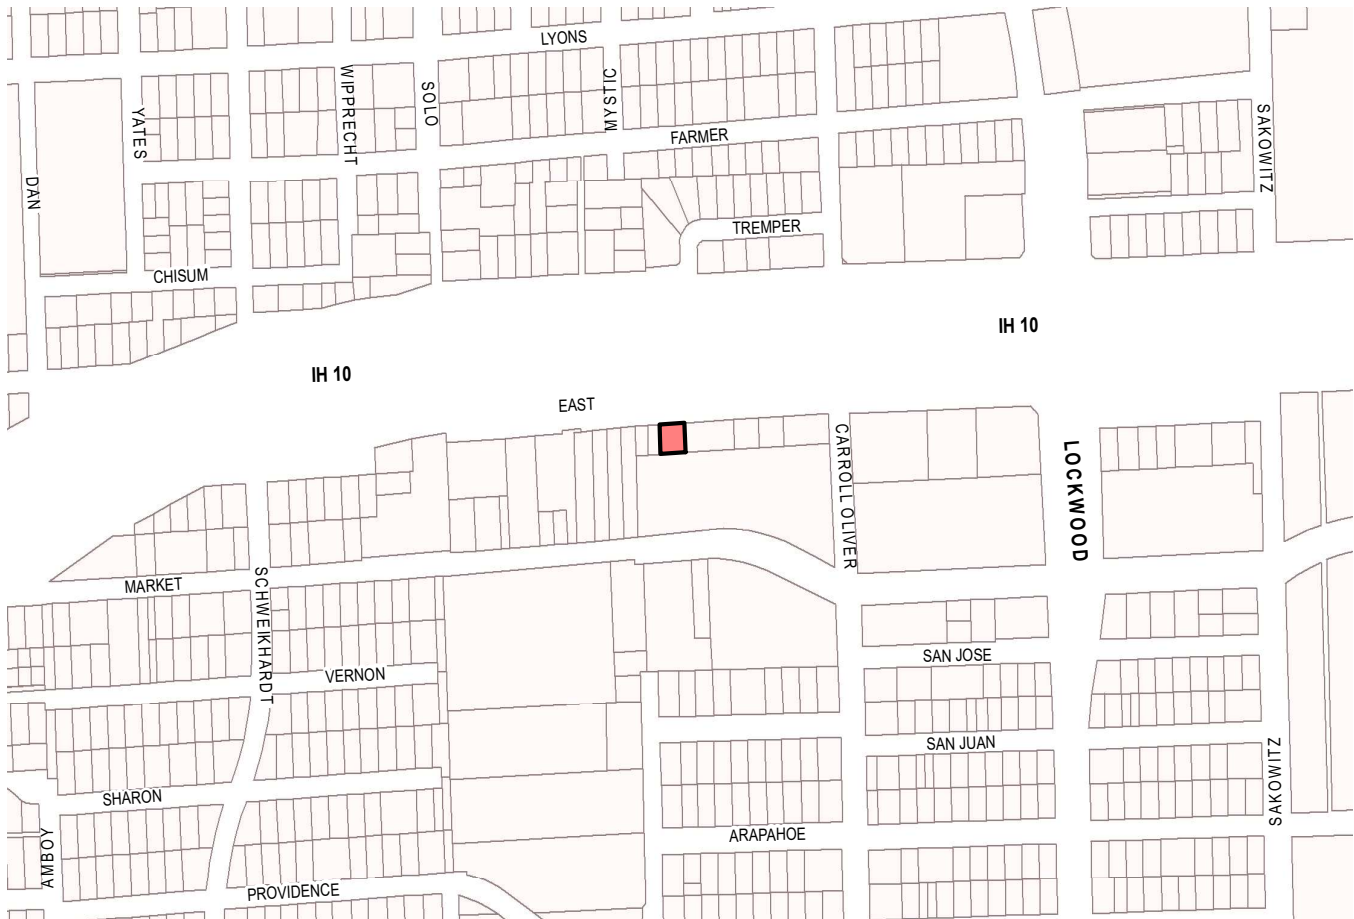 LYONS
WIPPRECHT
SOLO
MYSTIC
YATES
SAKOWITZ
FARMER
DAN
TREMPER
CHISUM
IH 10
IH 10
EAST
CARROLL OLIVER
LOCKWOOD
MARKET
SCHWEIKHARDT
SAN JOSE
VERNON
SAN JUAN
SAKOWITZ
SHARON
ARAPAHOE
AMBOY
PROVIDENCE